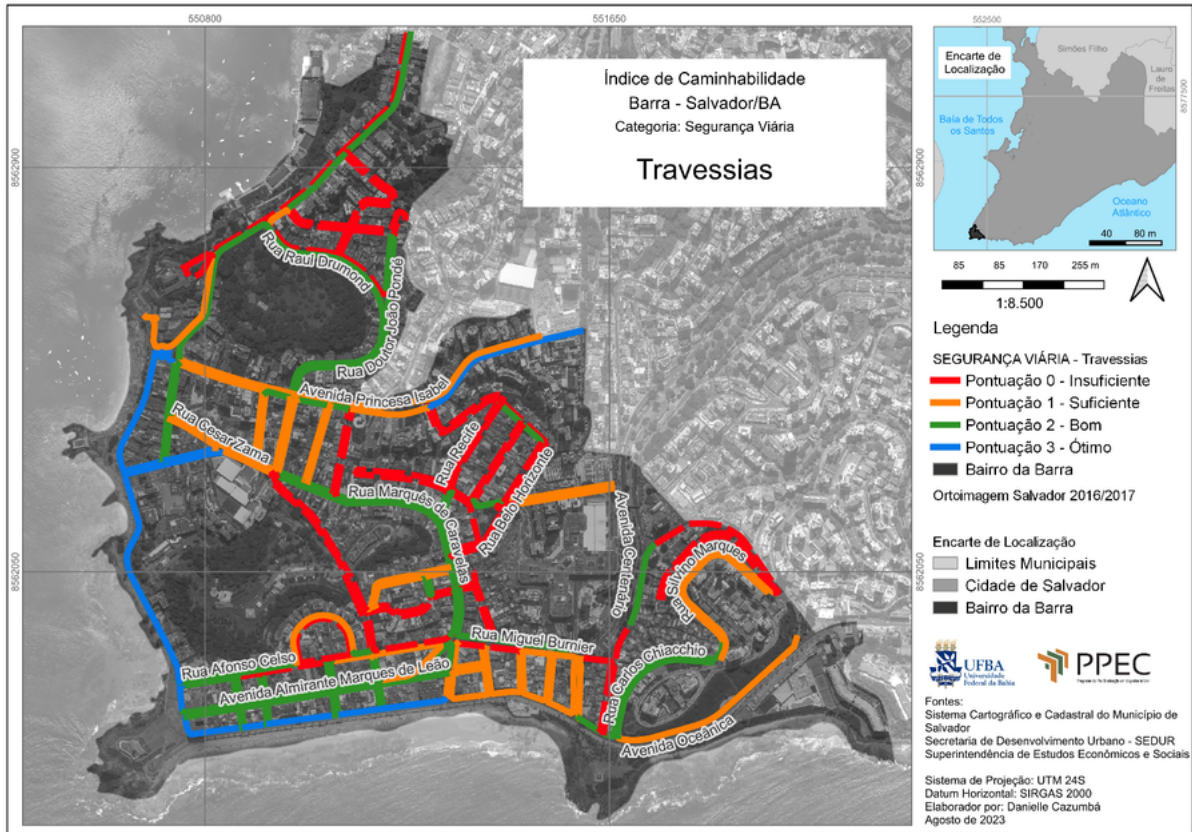 550800
551650
552500
8562900
8562050
8562900
8562050
8577500
Índice de Caminhabilidade
Barra - Salvador/BA
Categoria: Segurança Viária
Travessias
Rua Raul Drumond
Rua Doutor João Pondé
Avenida Princesa Isabel
Rua Cesar Zama
Rua Recife
Rua Belo Horizonte
Rua Marquês de Caravelas
Avenida Centenário
Rua Silvino Marques
Rua Miguel Burnier
Rua Carlos Chiacchio
Rua Afonso Celso
Avenida Almirante Marques de Leão
Avenida Oceânica
Encarte de
Localização
Simões Filho
Lauro
de
Freitas
Baía de Todos
os Santos
Oceano
Atlântico
40 80 m
85 85 170 255 m
1:8.500
Legenda
SEGURANÇA VIÁRIA - Travessias
Pontuação 0 - Insuficiente
Pontuação 1 - Suficiente
Pontuação 2 - Bom
Pontuação 3 - Ótimo
Bairro da Barra
Ortoimagem Salvador 2016/2017
Encarte de Localização
Limites Municipais
Cidade de Salvador
Bairro da Barra
UFBA
Universidade
Federal da Bahia
PPEC
Fontes:
Sistema Cartográfico e Cadastral do Município de
Salvador
Secretaria de Desenvolvimento Urbano - SEDUR
Superintendência de Estudos Econômicos e Sociais
Sistema de Projeção: UTM 24S
Datum Horizontal: SIRGAS 2000
Elaborador por: Danielle Cazumbá
Agosto de 2023